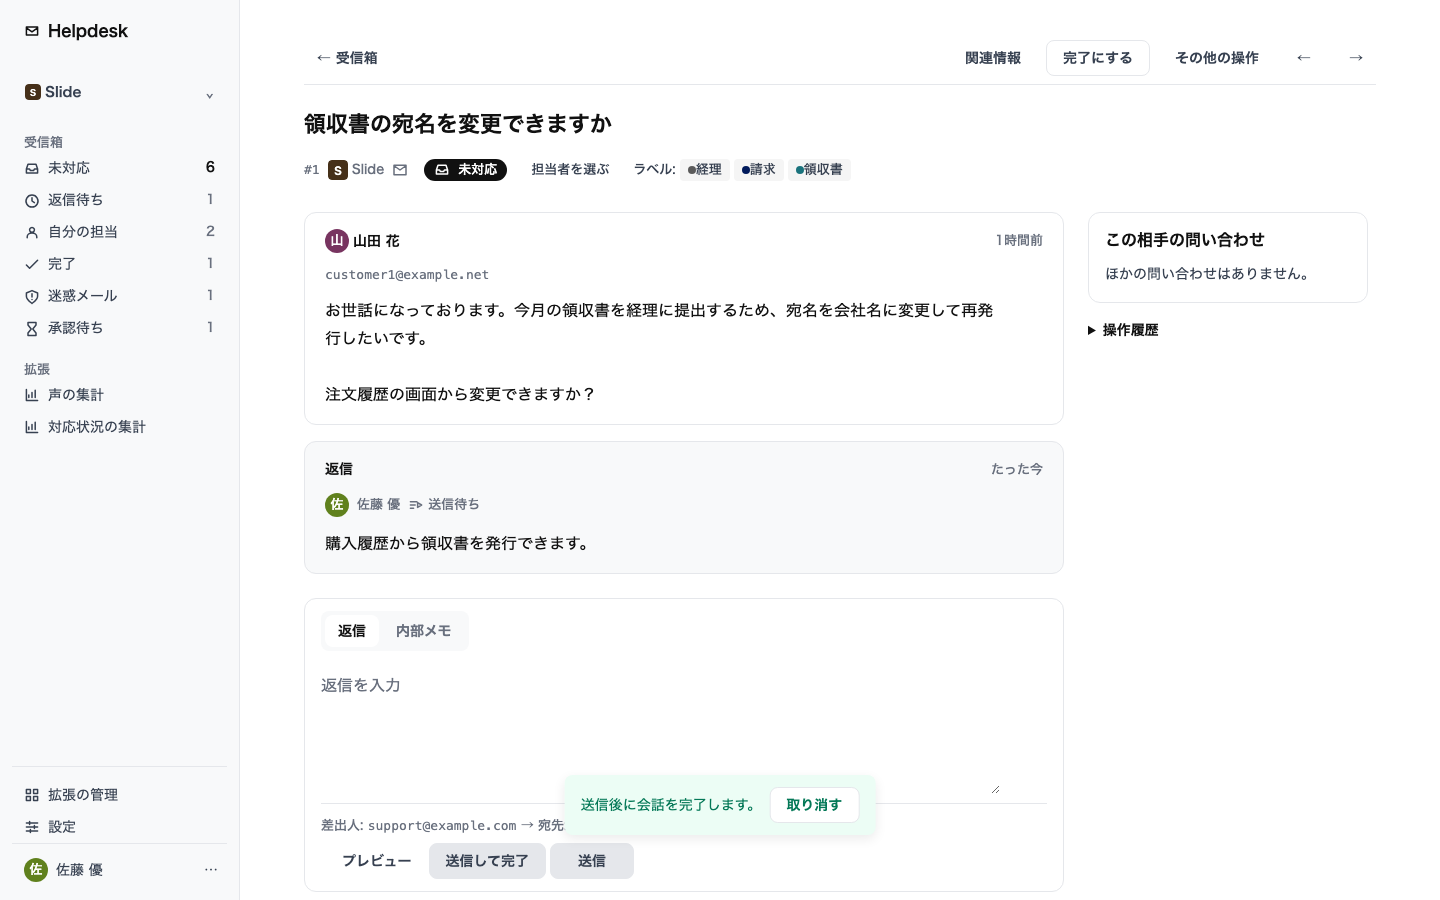 Helpdesk
S Slide
受信箱
未対応 6
返信待ち 1
自分の担当 2
完了 1
迷惑メール 1
承認待ち 1
拡張
声の集計
対応状況の集計
拡張の管理
設定
佐 佐藤 優 …
← 受信箱
関連情報 完了にする その他の操作 ← →
領収書の宛名を変更できますか
#1 S Slide 未対応 担当者を選ぶ ラベル: 経理 請求 領収書
山 山田 花 1時間前
customer1@example.net
お世話になっております。今月の領収書を経理に提出するため、宛名を会社名に変更して再発
行したいです。
注文履歴の画面から変更できますか？
返信 たった今
佐 佐藤 優 送信待ち
購入履歴から領収書を発行できます。
返信 内部メモ
返信を入力
送信後に会話を完了します。 取り消す
差出人: support@example.com → 宛先
プレビュー 送信して完了 送信
この相手の問い合わせ
ほかの問い合わせはありません。
▶ 操作履歴